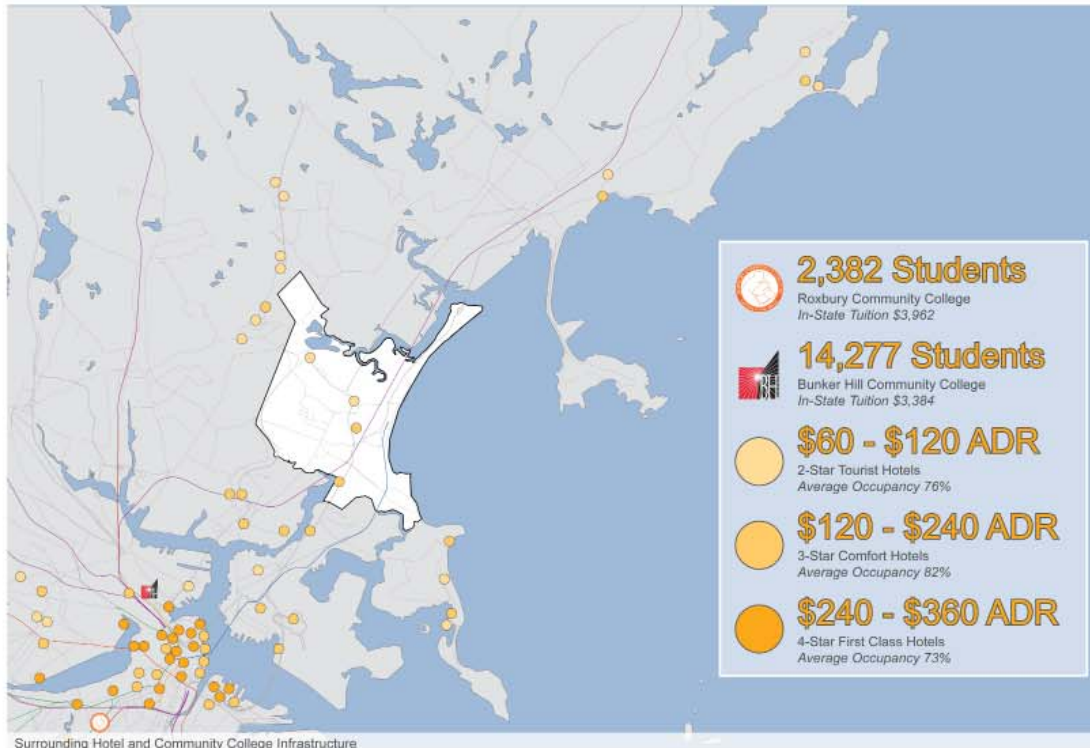 2,382 Students
Roxbury Community College
In-State Tuition $3,962
14,277 Students
Bunker Hill Community College
In-State Tuition $3,384
$60 - $120 ADR
2-Star Tourist Hotels
Average Occupancy 76%
$120 - $240 ADR
3-Star Comfort Hotels
Average Occupancy 82%
$240 - $360 ADR
4-Star First Class Hotels
Average Occupancy 73%
Surrounding Hotel and Community College Infrastructure